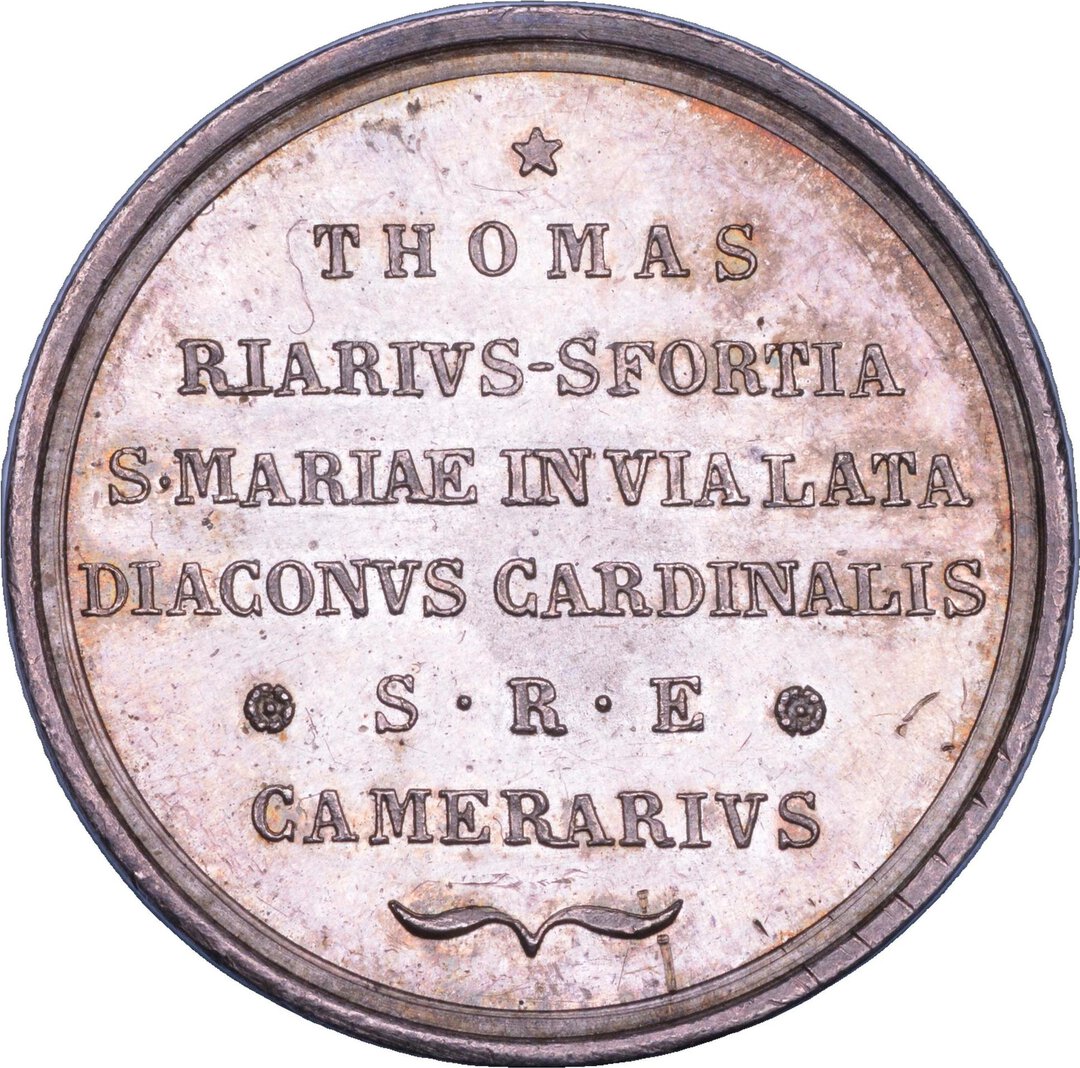 THOMAS
RIARIVS-SFORTIA
S·MARIAE IN VIA LATA
DIACONVS CARDINALIS
S·R·E
CAMERARIVS